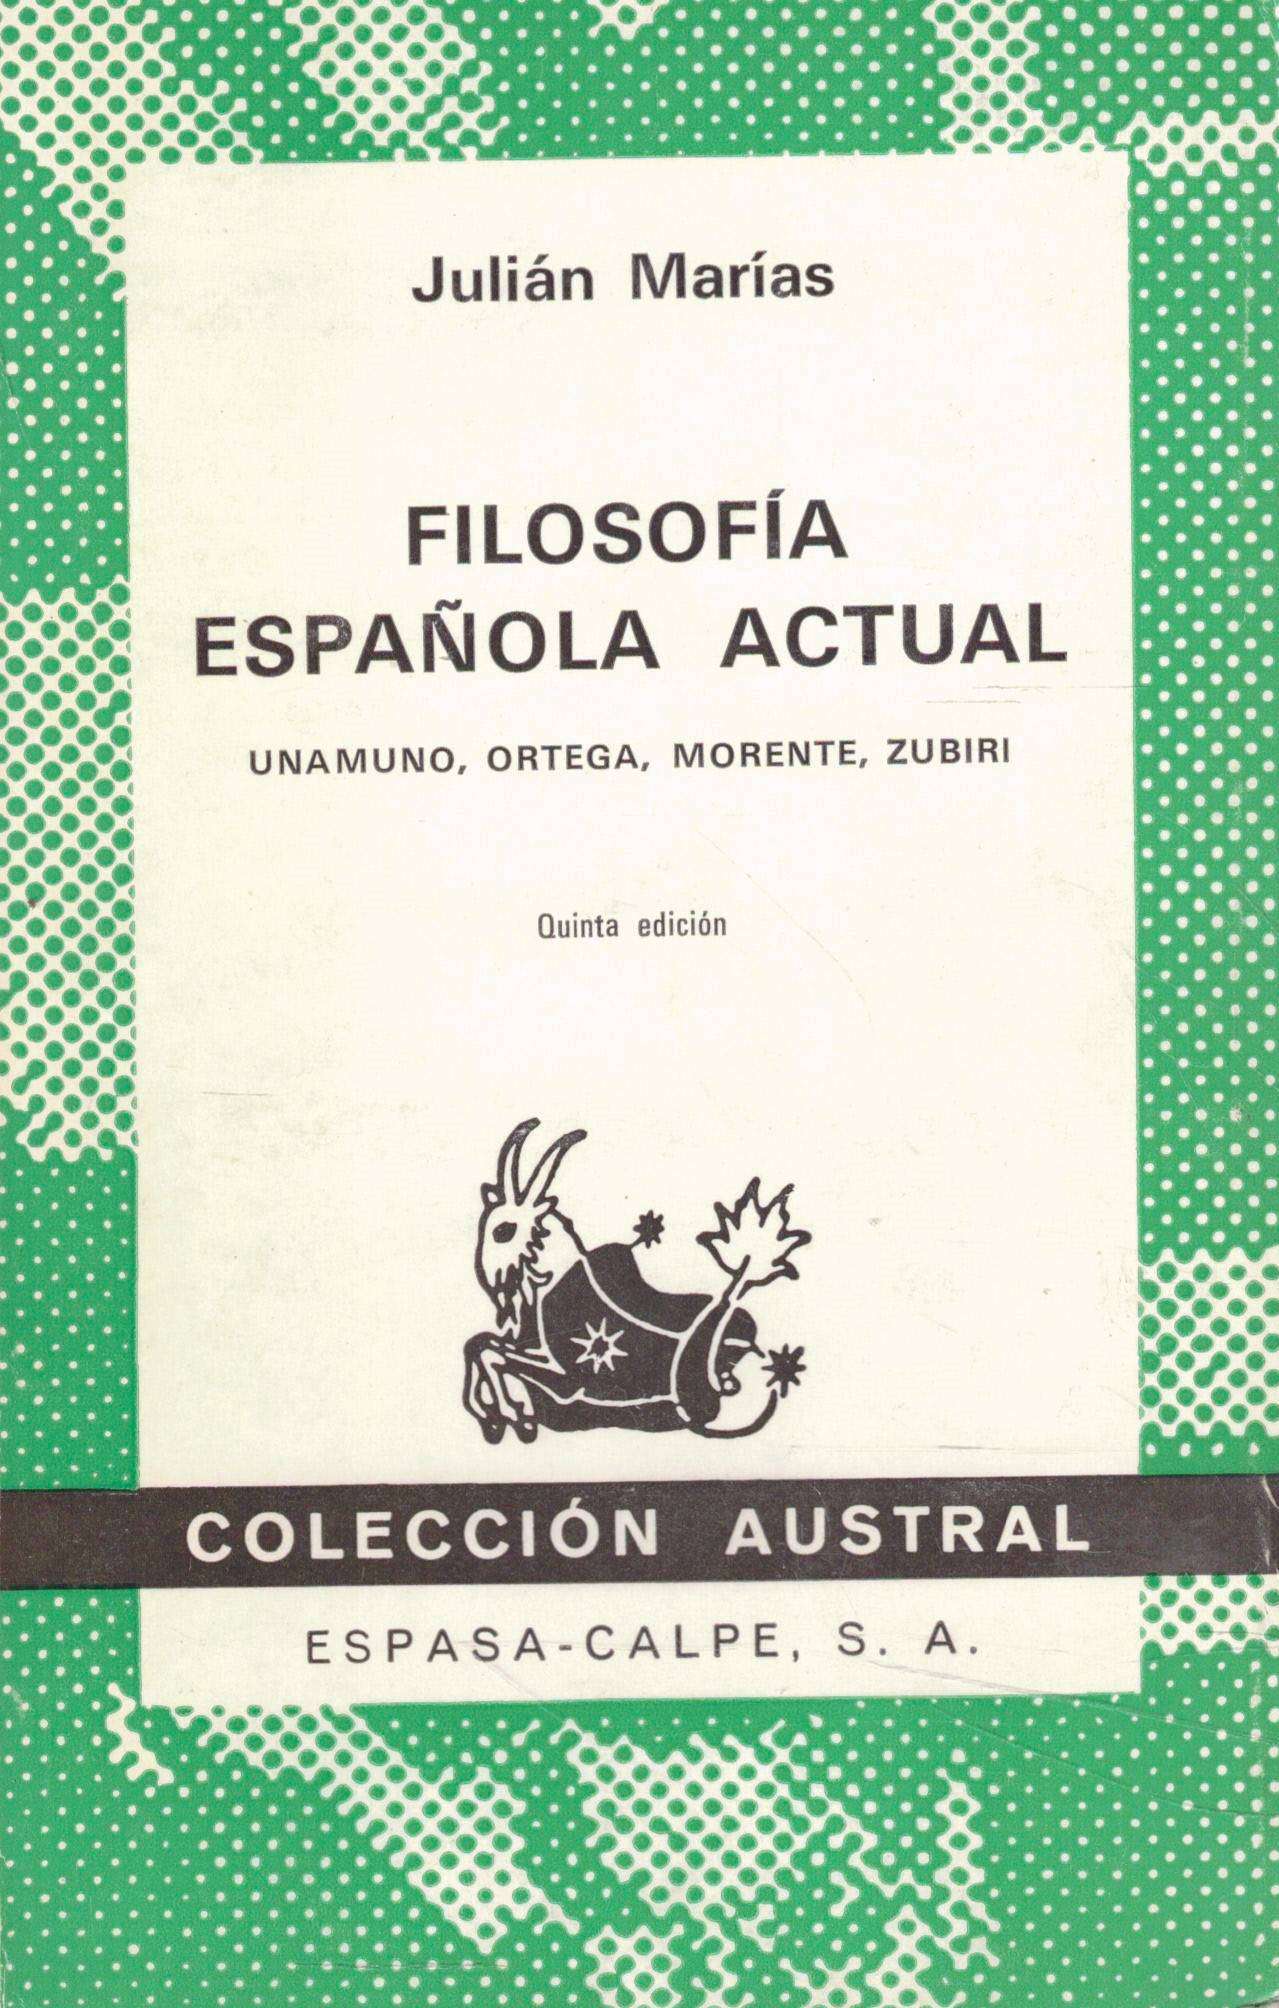 Julián Marías
FILOSOFÍA
ESPAÑOLA ACTUAL
UNAMUNO, ORTEGA, MORENTE, ZUBIRI
Quinta edición
COLECCIÓN AUSTRAL
ESPASA-CALPE, S. A.